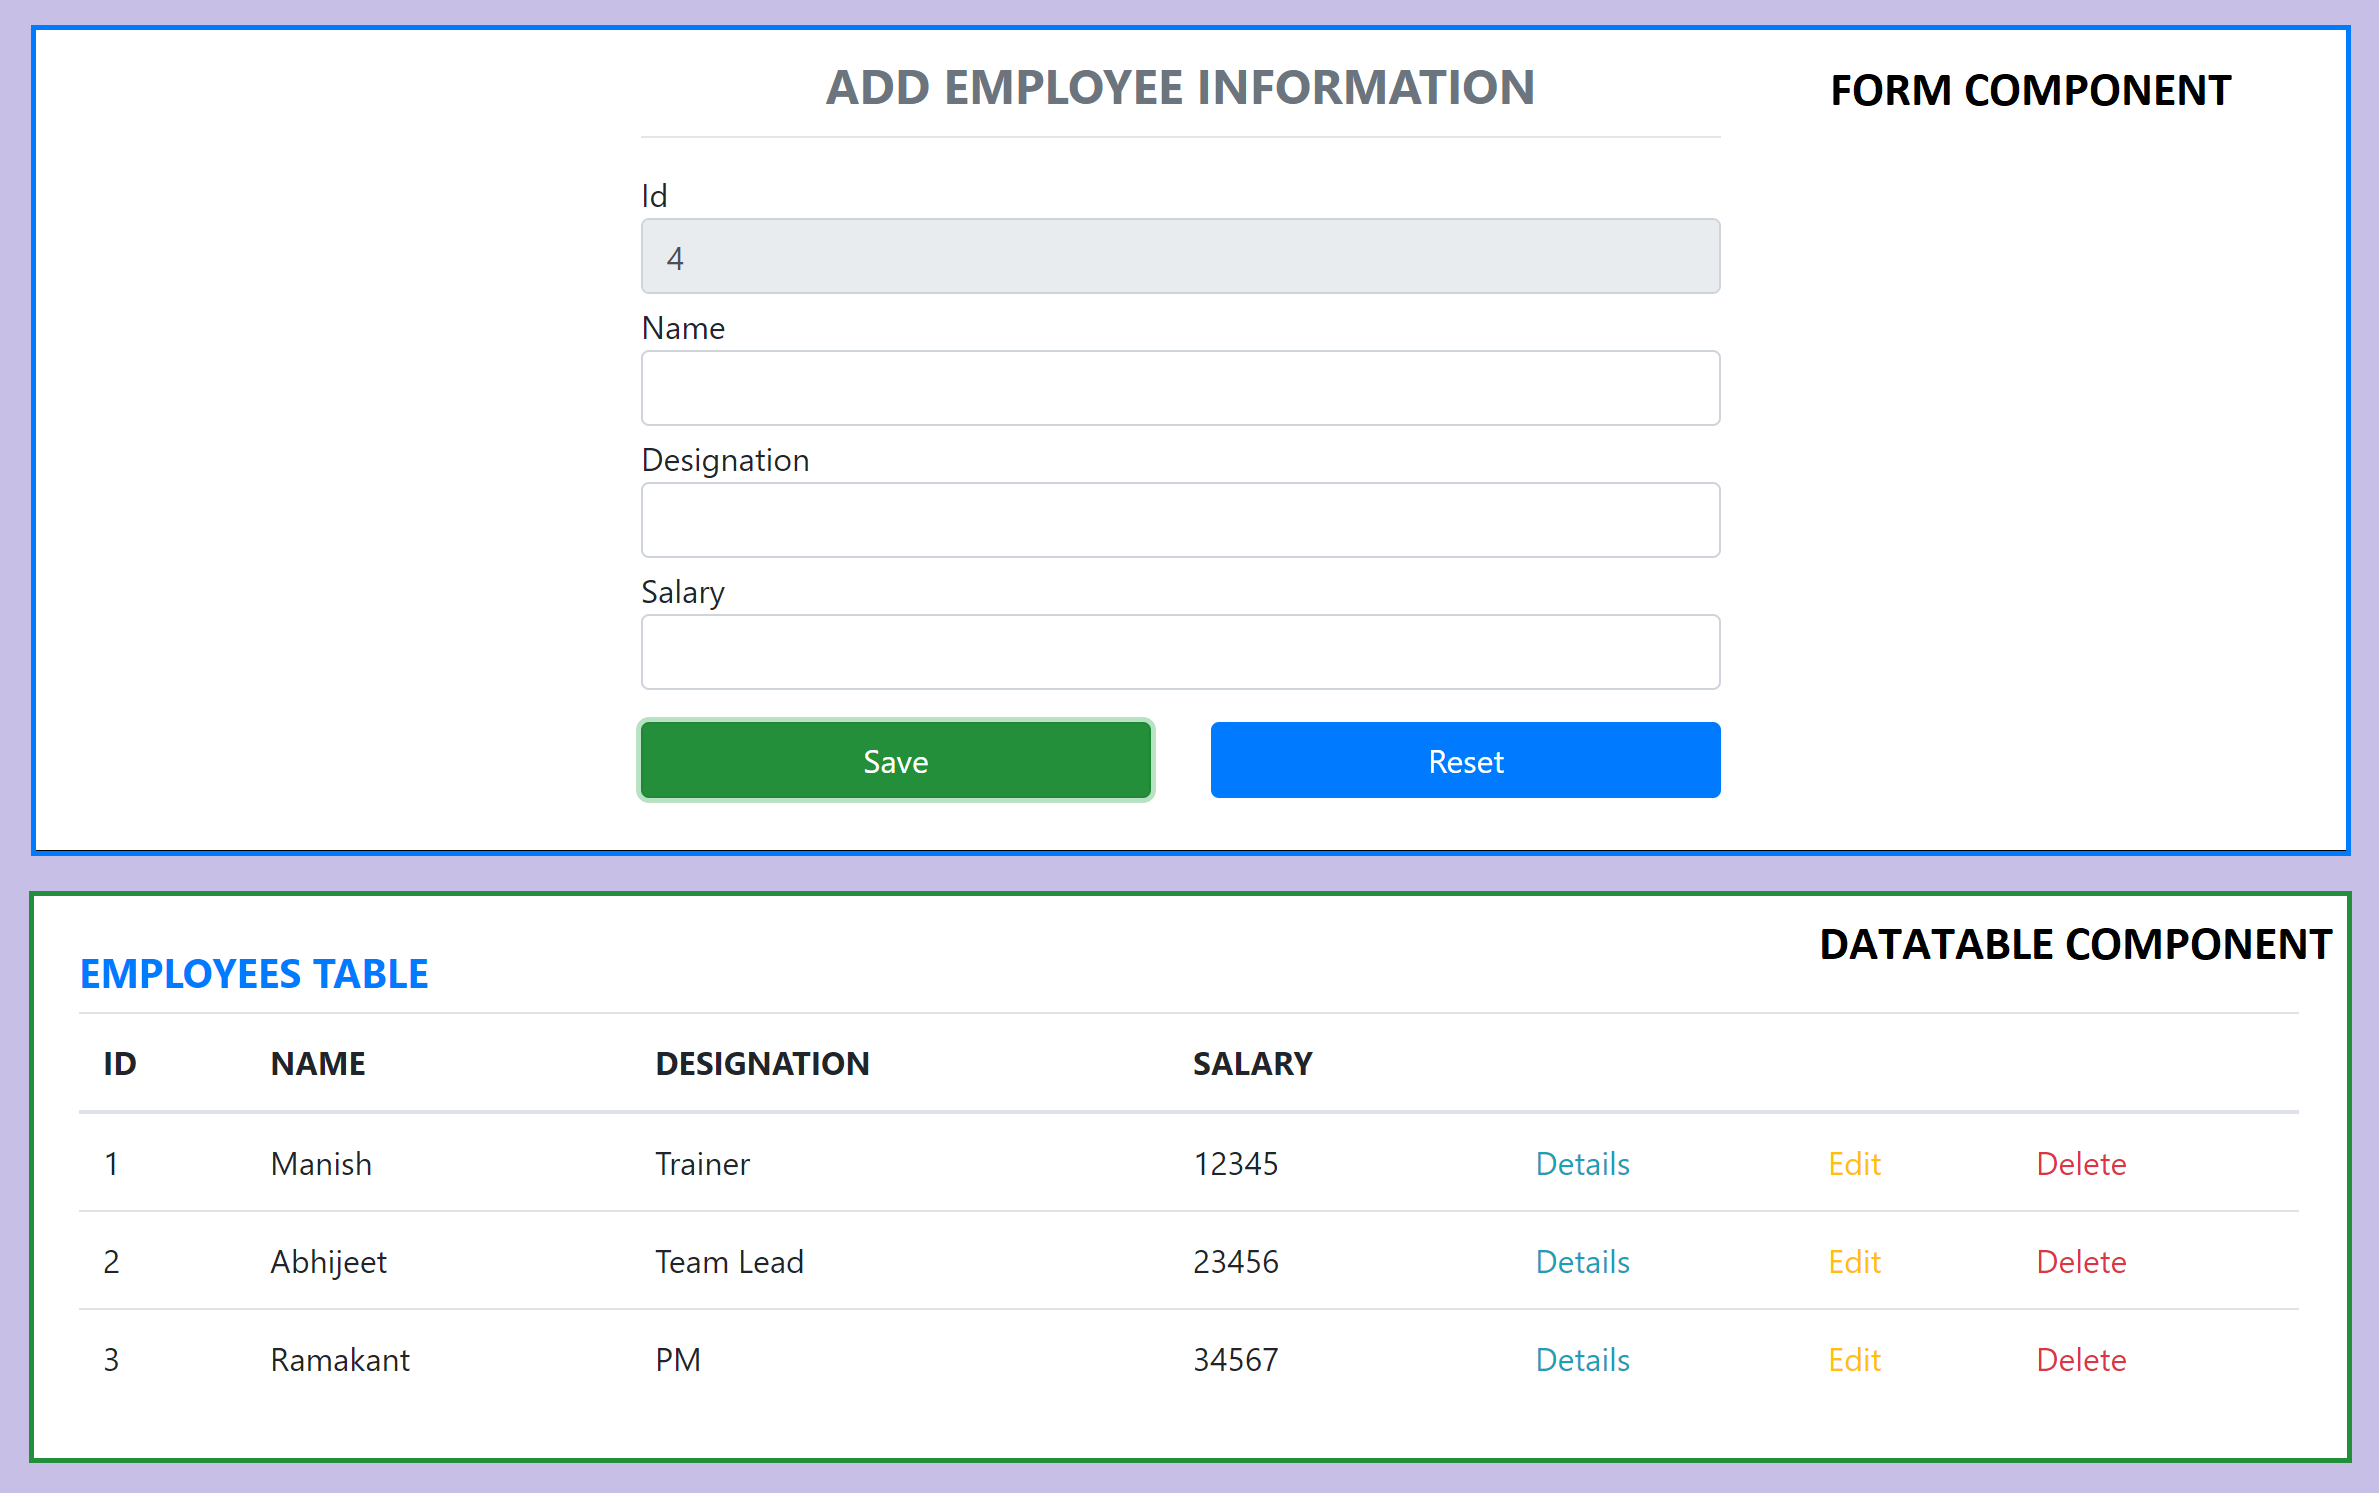 ADD EMPLOYEE INFORMATION
FORM COMPONENT
Id
4
Name
Designation
Salary
Save Reset
DATATABLE COMPONENT
EMPLOYEES TABLE
ID NAME DESIGNATION SALARY
1 Manish Trainer 12345 Details Edit Delete
2 Abhijeet Team Lead 23456 Details Edit Delete
3 Ramakant PM 34567 Details Edit Delete